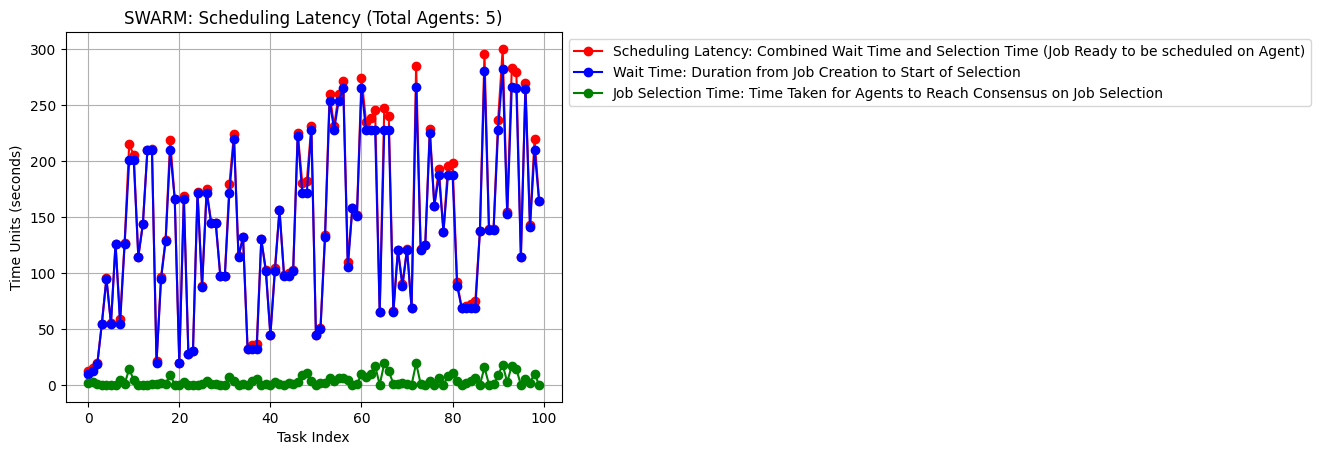 SWARM: Scheduling Latency (Total Agents: 5)
Scheduling Latency: Combined Wait Time and Selection Time (Job Ready to be scheduled on Agent)
Wait Time: Duration from Job Creation to Start of Selection
Job Selection Time: Time Taken for Agents to Reach Consensus on Job Selection
Time Units (seconds)
300
250
200
150
100
50
0
0 20 40 60 80 100
Task Index